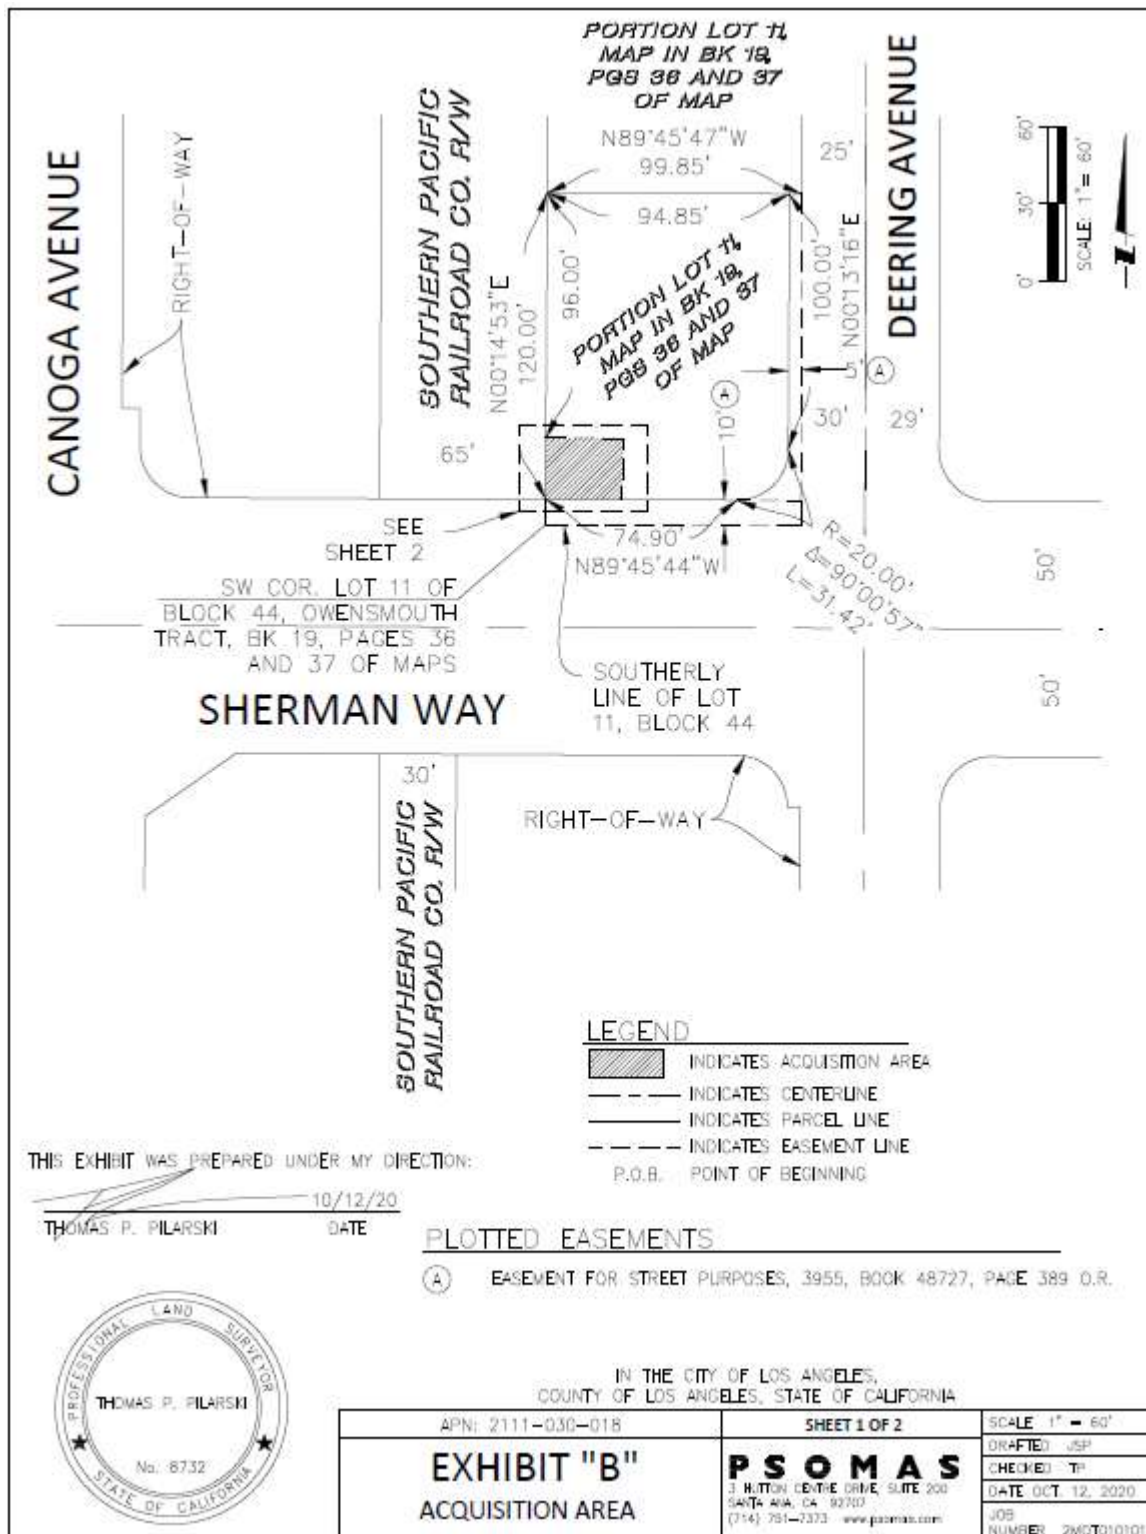 PORTION LOT 11,
MAP IN BK 19,
PGS 36 AND 37
OF MAP
DEERING AVENUE
CANOGA AVENUE
RIGHT-OF-WAY
SOUTHERN PACIFIC
RAILROAD CO. R/W
N89°45'47"W
99.85'
94.85'
25'
60'
30'
0'
SCALE: 1"= 60'
N00°14'53"E
120.00'
96.00'
PORTION LOT 11,
MAP IN BK 19,
PGS 36 AND 37
OF MAP
100.00'
N00°13'16"E
5' A
10' A
30'
29'
65'
SEE
SHEET 2
74.90'
N89°45'44"W
R=20.00'
Δ=90°00'57"
L=31.42'
50'
50'
SW COR. LOT 11 OF
BLOCK 44, OWENSMOUTH
TRACT, BK 19, PAGES 36
AND 37 OF MAPS
SHERMAN WAY
SOUTHERLY
LINE OF LOT
11, BLOCK 44
30'
RIGHT-OF-WAY
SOUTHERN PACIFIC
RAILROAD CO. R/W
LEGEND
INDICATES ACQUISITION AREA
INDICATES CENTERLINE
INDICATES PARCEL LINE
INDICATES EASEMENT LINE
P.O.B. POINT OF BEGINNING
THIS EXHIBIT WAS PREPARED UNDER MY DIRECTION:
10/12/20
THOMAS P. PILARSKI DATE
PLOTTED EASEMENTS
A EASEMENT FOR STREET PURPOSES, 3955, BOOK 48727, PAGE 389 O.R.
PROFESSIONAL LAND SURVEYOR
THOMAS P. PILARSKI
No. 8732
STATE OF CALIFORNIA
IN THE CITY OF LOS ANGELES,
COUNTY OF LOS ANGELES, STATE OF CALIFORNIA
APN: 2111-030-018
EXHIBIT "B"
ACQUISITION AREA
SHEET 1 OF 2
PSOMAS
3 HUTTON CENTRE DRIVE, SUITE 200
SANTA ANA, CA 92707
(714) 751-7373 www.psomas.com
SCALE 1" = 60'
DRAFTED JSP
CHECKED TP
DATE OCT. 12, 2020
JOB
NUMBER